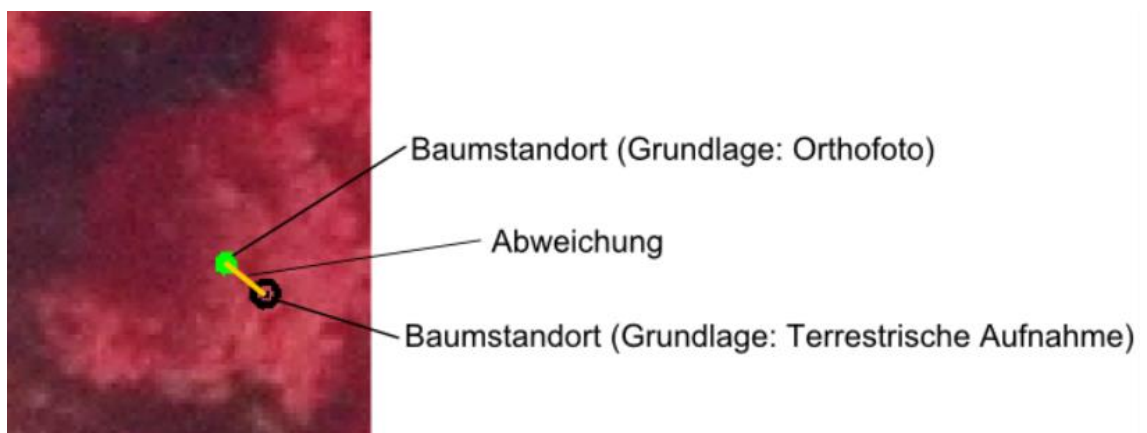 Baumstandort (Grundlage: Orthofoto)
Abweichung
Baumstandort (Grundlage: Terrestrische Aufnahme)